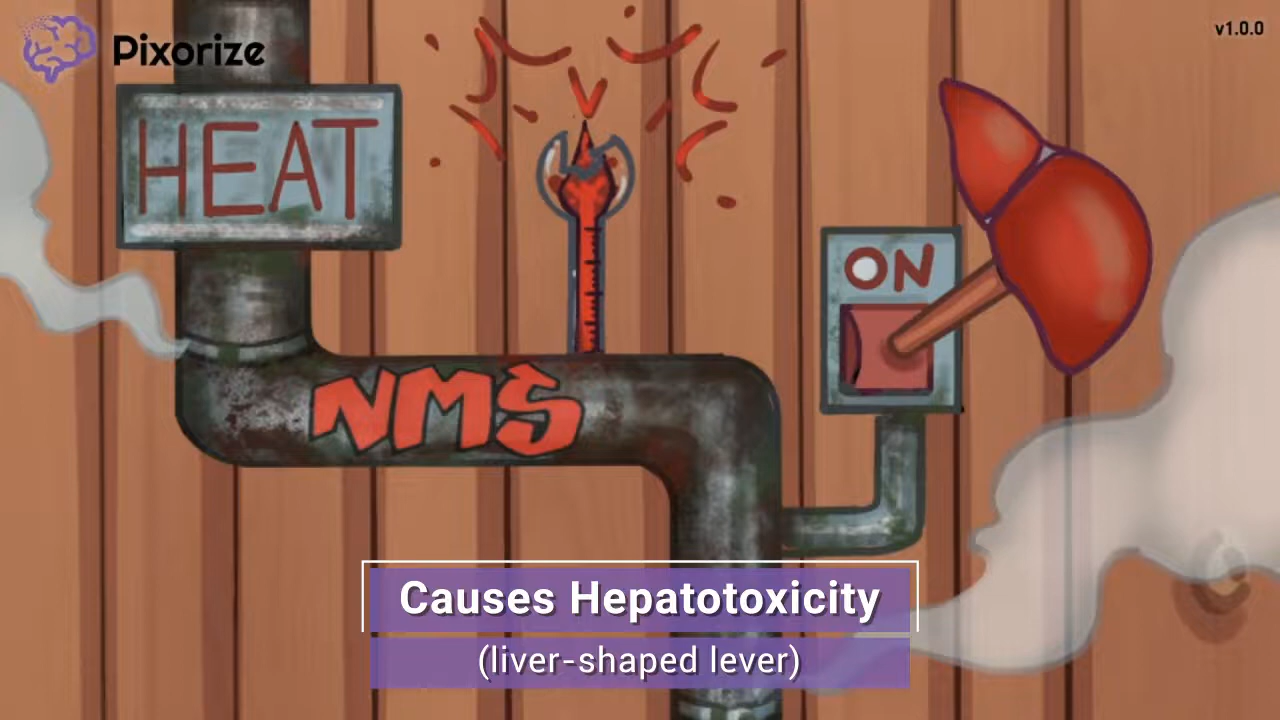 Pixorize
v1.0.0
HEAT
ON
NMS
Causes Hepatotoxicity
(liver-shaped lever)